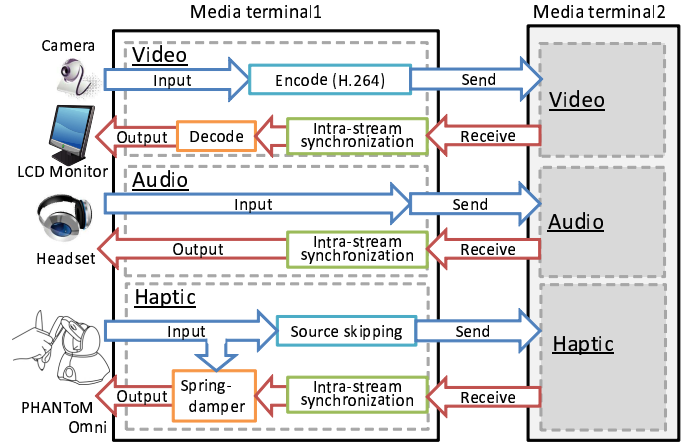 Media terminal1
Media terminal2
Camera
Video
Input
Encode (H.264)
Send
Video
Output
Decode
Intra-stream
synchronization
Receive
LCD Monitor
Audio
Input
Send
Audio
Headset
Output
Intra-stream
synchronization
Receive
Haptic
Input
Source skipping
Send
Haptic
PHANToM
Omni
Output
Spring-
damper
Intra-stream
synchronization
Receive